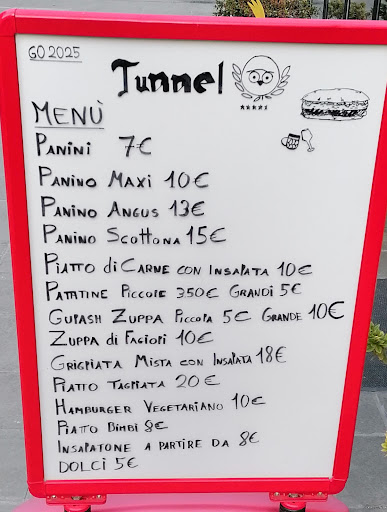 GO 2025
Tunnel
MENÙ
PANINI 7€
PANINO MAXI 10€
PANINO ANGUS 13€
PANINO SCOTTONA 15€
PIATTO di CARNE CON INSALATA 10€
PATATINE PICCOLE 350€ GRANDI 5€
GULASH ZUPPA PICCOLA 5€ GRANDE 10€
ZUPPA di FAGIOLI 10€
GRIGLIATA MISTA CON INSALATA 18€
PIATTO TAGLIATA 20€
HAMBURGER VEGETARIANO 10€
PIATTO BIMBI 8€
INSALATONE A PARTIRE DA 8€
DOLCI 5€